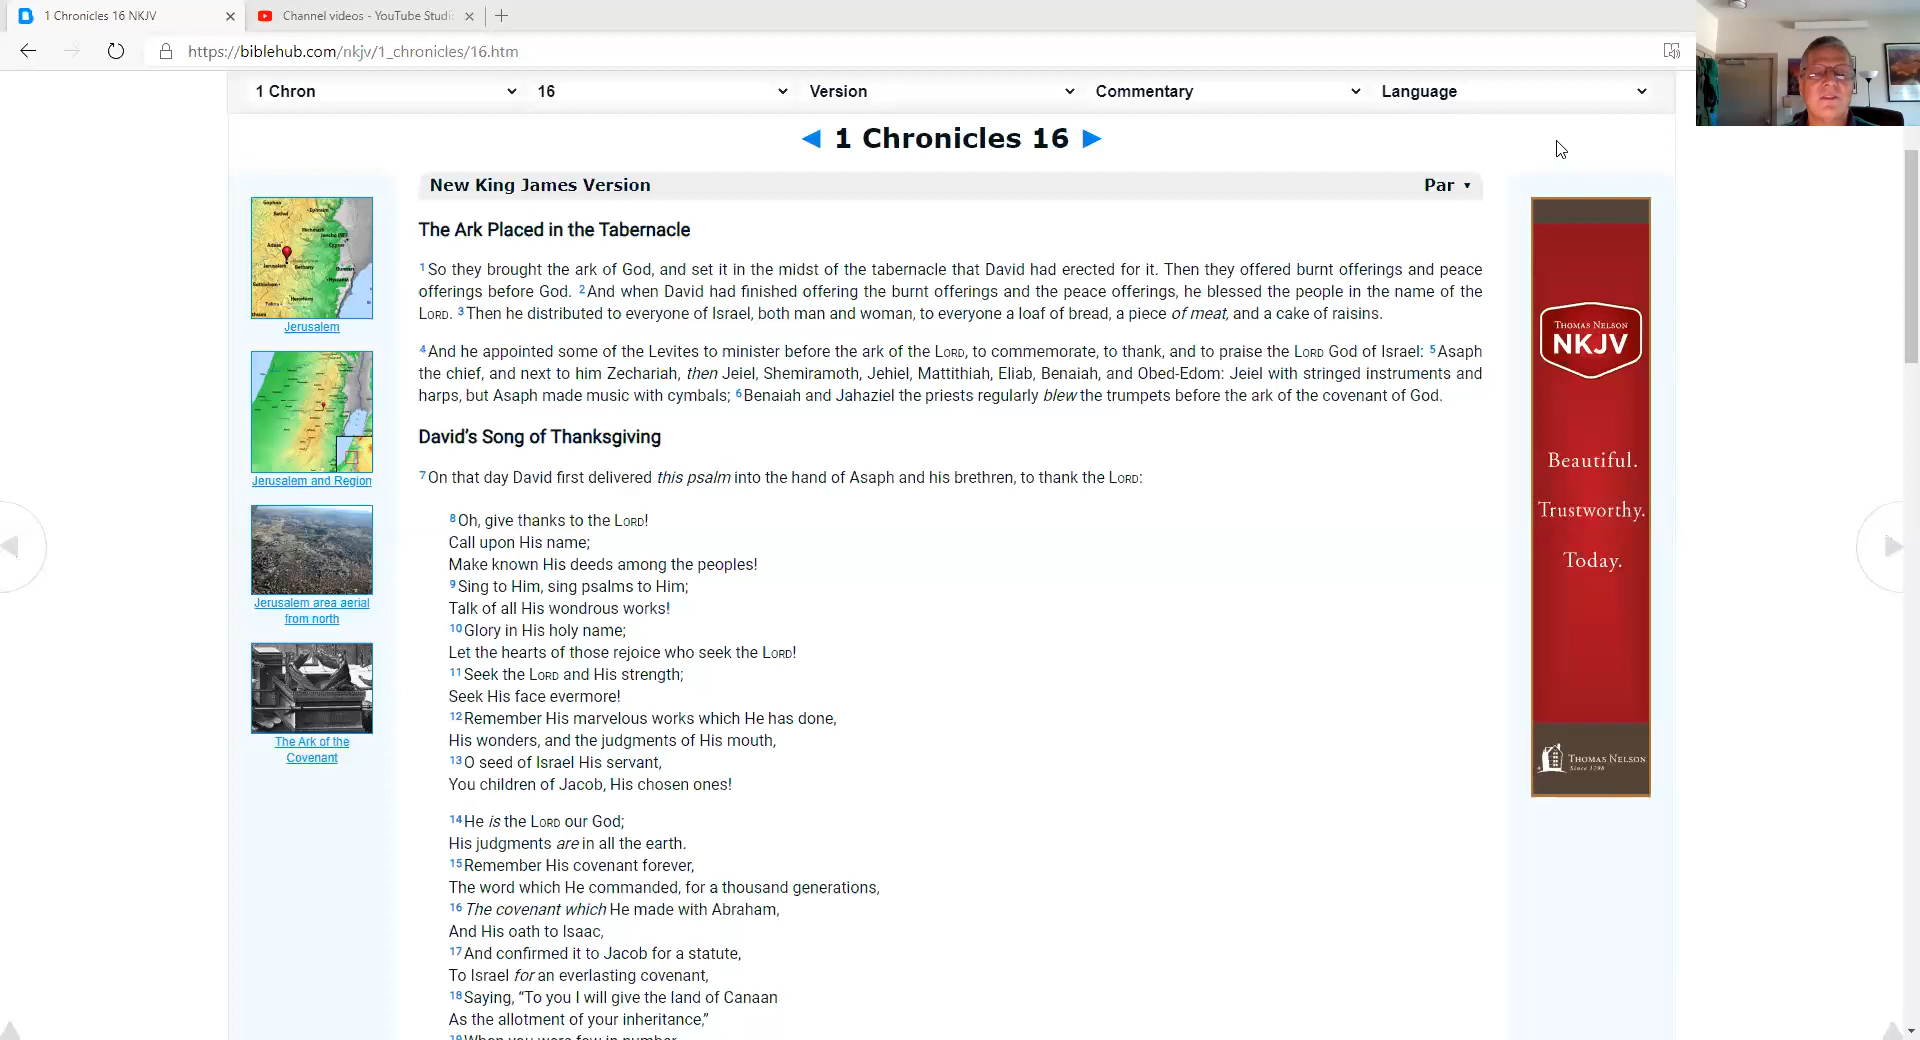 1 Chronicles 16 NKJV
Channel videos - YouTube Studi
https://biblehub.com/nkjv/1_chronicles/16.htm
1 Chron
16
Version
Commentary
Language
1 Chronicles 16
New King James Version
Par
The Ark Placed in the Tabernacle
1 So they brought the ark of God, and set it in the midst of the tabernacle that David had erected for it. Then they offered burnt offerings and peace
offerings before God. 2 And when David had finished offering the burnt offerings and the peace offerings, he blessed the people in the name of the
LORD. 3 Then he distributed to everyone of Israel, both man and woman, to everyone a loaf of bread, a piece of meat, and a cake of raisins.
4 And he appointed some of the Levites to minister before the ark of the LORD, to commemorate, to thank, and to praise the LORD God of Israel: 5 Asaph
the chief, and next to him Zechariah, then Jeiel, Shemiramoth, Jehiel, Mattithiah, Eliab, Benaiah, and Obed-Edom: Jeiel with stringed instruments and
harps, but Asaph made music with cymbals; 6 Benaiah and Jahaziel the priests regularly blew the trumpets before the ark of the covenant of God.
David's Song of Thanksgiving
7 On that day David first delivered this psalm into the hand of Asaph and his brethren, to thank the LORD:
8 Oh, give thanks to the LORD!
Call upon His name;
Make known His deeds among the peoples!
9 Sing to Him, sing psalms to Him;
Talk of all His wondrous works!
10 Glory in His holy name;
Let the hearts of those rejoice who seek the LORD!
11 Seek the LORD and His strength;
Seek His face evermore!
12 Remember His marvelous works which He has done,
His wonders, and the judgments of His mouth,
13 O seed of Israel His servant,
You children of Jacob, His chosen ones!
14 He is the LORD our God;
His judgments are in all the earth.
15 Remember His covenant forever,
The word which He commanded, for a thousand generations,
16 The covenant which He made with Abraham,
And His oath to Isaac,
17 And confirmed it to Jacob for a statute,
To Israel for an everlasting covenant,
18 Saying, “To you I will give the land of Canaan
As the allotment of your inheritance,”
19 When you were few in number,
Jerusalem
Jerusalem and Region
Jerusalem area aerial
from north
The Ark of the
Covenant
THOMAS NELSON
NKJV
Beautiful.
Trustworthy.
Today.
THOMAS NELSON
Since 1798